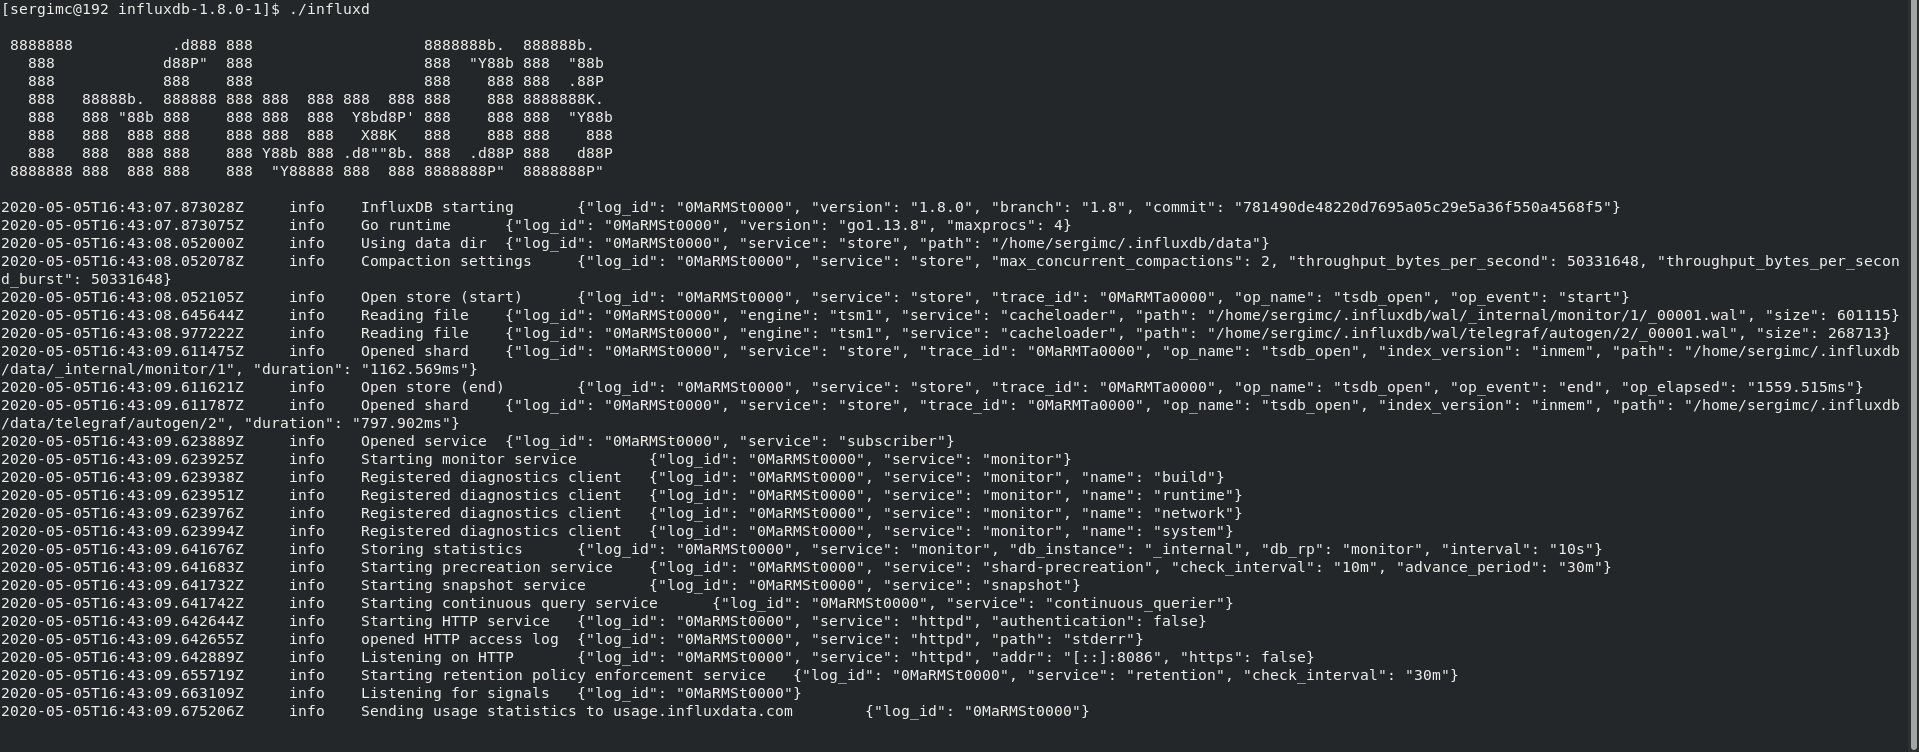 [sergimc@192 influxdb-1.8.0-1]$ ./influxd

 8888888           .d888 888                   8888888b.  888888b.
   888            d88P"  888                   888  "Y88b 888  "88b
   888            888    888                   888    888 888  .88P
   888   88888b.  888888 888 888  888 888  888 888    888 8888888K.
   888   888 "88b 888    888 888  888  Y8bd8P' 888    888 888  "Y88b
   888   888  888 888    888 888  888   X88K   888    888 888    888
   888   888  888 888    888 Y88b 888 .d8""8b. 888  .d88P 888   d88P
 8888888 888  888 888    888  "Y88888 888  888 8888888P"  8888888P"

2020-05-05T16:43:07.873028Z     info    InfluxDB starting       {"log_id": "0MaRMSt0000", "version": "1.8.0", "branch": "1.8", "commit": "781490de48220d7695a05c29e5a36f550a4568f5"}
2020-05-05T16:43:07.873075Z     info    Go runtime      {"log_id": "0MaRMSt0000", "version": "go1.13.8", "maxprocs": 4}
2020-05-05T16:43:08.052000Z     info    Using data dir  {"log_id": "0MaRMSt0000", "service": "store", "path": "/home/sergimc/.influxdb/data"}
2020-05-05T16:43:08.052078Z     info    Compaction settings     {"log_id": "0MaRMSt0000", "service": "store", "max_concurrent_compactions": 2, "throughput_bytes_per_second": 50331648, "throughput_bytes_per_secon
d_burst": 50331648}
2020-05-05T16:43:08.052105Z     info    Open store (start)      {"log_id": "0MaRMSt0000", "service": "store", "trace_id": "0MaRMTa0000", "op_name": "tsdb_open", "op_event": "start"}
2020-05-05T16:43:08.645644Z     info    Reading file    {"log_id": "0MaRMSt0000", "engine": "tsm1", "service": "cacheloader", "path": "/home/sergimc/.influxdb/wal/_internal/monitor/1/_00001.wal", "size": 601115}
2020-05-05T16:43:08.977222Z     info    Reading file    {"log_id": "0MaRMSt0000", "engine": "tsm1", "service": "cacheloader", "path": "/home/sergimc/.influxdb/wal/telegraf/autogen/2/_00001.wal", "size": 268713}
2020-05-05T16:43:09.611475Z     info    Opened shard    {"log_id": "0MaRMSt0000", "service": "store", "trace_id": "0MaRMTa0000", "op_name": "tsdb_open", "index_version": "inmem", "path": "/home/sergimc/.influxdb
/data/_internal/monitor/1", "duration": "1162.569ms"}
2020-05-05T16:43:09.611621Z     info    Open store (end)        {"log_id": "0MaRMSt0000", "service": "store", "trace_id": "0MaRMTa0000", "op_name": "tsdb_open", "op_event": "end", "op_elapsed": "1559.515ms"}
2020-05-05T16:43:09.611787Z     info    Opened shard    {"log_id": "0MaRMSt0000", "service": "store", "trace_id": "0MaRMTa0000", "op_name": "tsdb_open", "index_version": "inmem", "path": "/home/sergimc/.influxdb
/data/telegraf/autogen/2", "duration": "797.902ms"}
2020-05-05T16:43:09.623889Z     info    Opened service  {"log_id": "0MaRMSt0000", "service": "subscriber"}
2020-05-05T16:43:09.623925Z     info    Starting monitor service        {"log_id": "0MaRMSt0000", "service": "monitor"}
2020-05-05T16:43:09.623938Z     info    Registered diagnostics client   {"log_id": "0MaRMSt0000", "service": "monitor", "name": "build"}
2020-05-05T16:43:09.623951Z     info    Registered diagnostics client   {"log_id": "0MaRMSt0000", "service": "monitor", "name": "runtime"}
2020-05-05T16:43:09.623976Z     info    Registered diagnostics client   {"log_id": "0MaRMSt0000", "service": "monitor", "name": "network"}
2020-05-05T16:43:09.623994Z     info    Registered diagnostics client   {"log_id": "0MaRMSt0000", "service": "monitor", "name": "system"}
2020-05-05T16:43:09.641676Z     info    Storing statistics      {"log_id": "0MaRMSt0000", "service": "monitor", "db_instance": "_internal", "db_rp": "monitor", "interval": "10s"}
2020-05-05T16:43:09.641683Z     info    Starting precreation service    {"log_id": "0MaRMSt0000", "service": "shard-precreation", "check_interval": "10m", "advance_period": "30m"}
2020-05-05T16:43:09.641732Z     info    Starting snapshot service       {"log_id": "0MaRMSt0000", "service": "snapshot"}
2020-05-05T16:43:09.641742Z     info    Starting continuous query service      {"log_id": "0MaRMSt0000", "service": "continuous_querier"}
2020-05-05T16:43:09.642644Z     info    Starting HTTP service   {"log_id": "0MaRMSt0000", "service": "httpd", "authentication": false}
2020-05-05T16:43:09.642655Z     info    opened HTTP access log  {"log_id": "0MaRMSt0000", "service": "httpd", "path": "stderr"}
2020-05-05T16:43:09.642889Z     info    Listening on HTTP       {"log_id": "0MaRMSt0000", "service": "httpd", "addr": "[::]:8086", "https": false}
2020-05-05T16:43:09.655719Z     info    Starting retention policy enforcement service   {"log_id": "0MaRMSt0000", "service": "retention", "check_interval": "30m"}
2020-05-05T16:43:09.663109Z     info    Listening for signals   {"log_id": "0MaRMSt0000"}
2020-05-05T16:43:09.675206Z     info    Sending usage statistics to usage.influxdata.com        {"log_id": "0MaRMSt0000"}